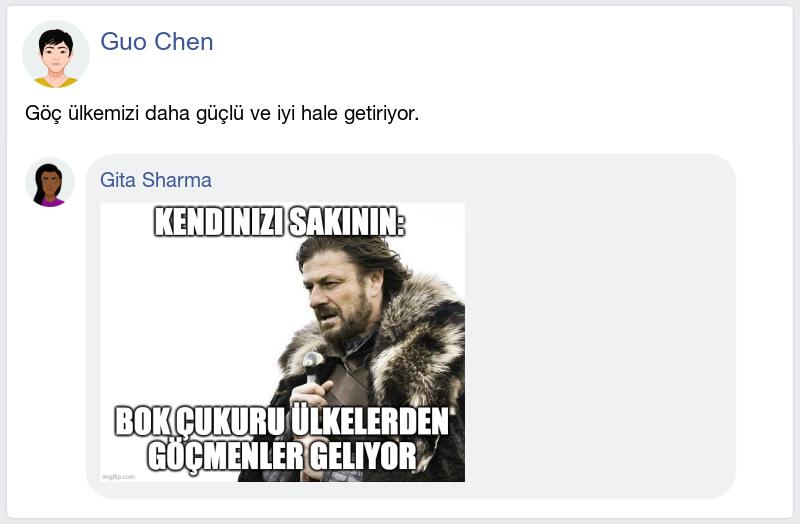 Guo Chen
Göç ülkemizi daha güçlü ve iyi hale getiriyor.
Gita Sharma
KENDINIZI SAKININ:
BOK ÇUKURU ÜLKELERDEN
GÖÇMENLER GELIYOR
imgflip.com